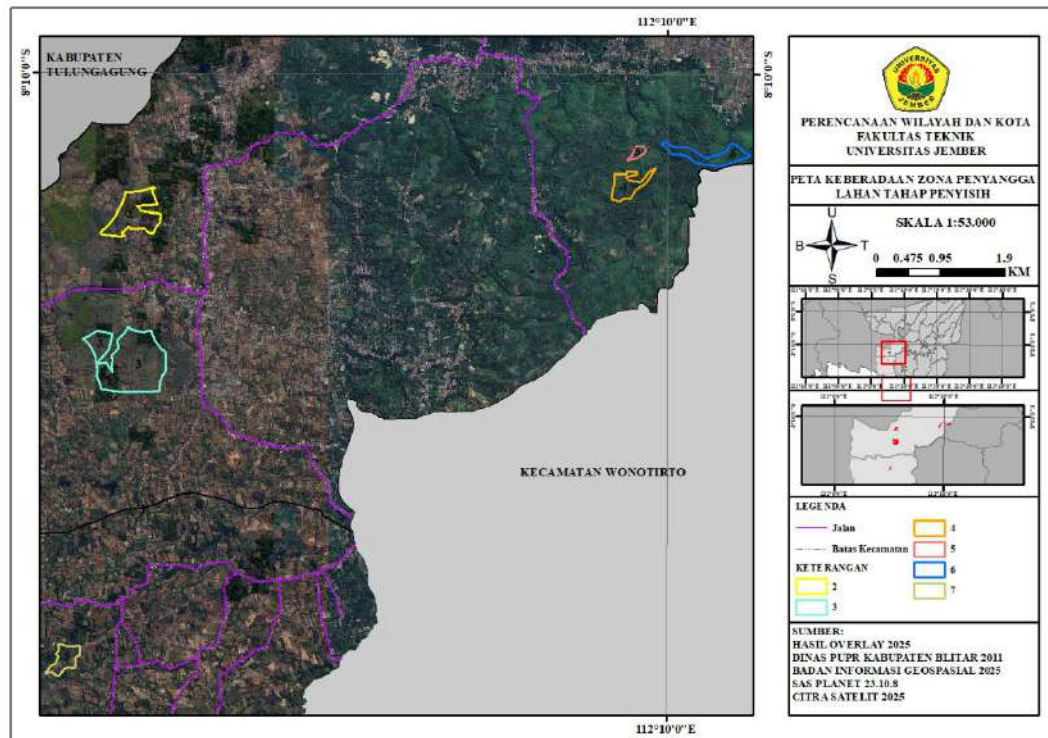 112°10'0"E
KABUPATEN
TULUNGAGUNG
8°10'0"S
8°10'0"S
KECAMATAN WONOTIRTO
112°10'0"E
UNIVERSITAS
JEMBER
PERENCANAAN WILAYAH DAN KOTA
FAKULTAS TEKNIK
UNIVERSITAS JEMBER
PETA KEBERADAAN ZONA PENYANGGA
LAHAN TAHAP PENYISIH
U
B T
S
SKALA 1:53.000
0 0.475 0.95 1.9
KM
LEGENDA
Jalan
Batas Kecamatan
KETERANGAN
2
3
4
5
6
7
SUMBER:
HASIL OVERLAY 2025
DINAS PUPR KABUPATEN BLITAR 2011
BADAN INFORMASI GEOSPASIAL 2025
SAS PLANET 23.10.8
CITRA SATELIT 2025